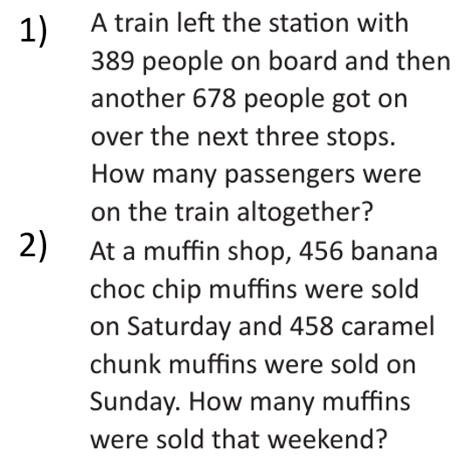 1) A train left the station with
389 people on board and then
another 678 people got on
over the next three stops.
How many passengers were
on the train altogether?
2) At a muffin shop, 456 banana
choc chip muffins were sold
on Saturday and 458 caramel
chunk muffins were sold on
Sunday. How many muffins
were sold that weekend?